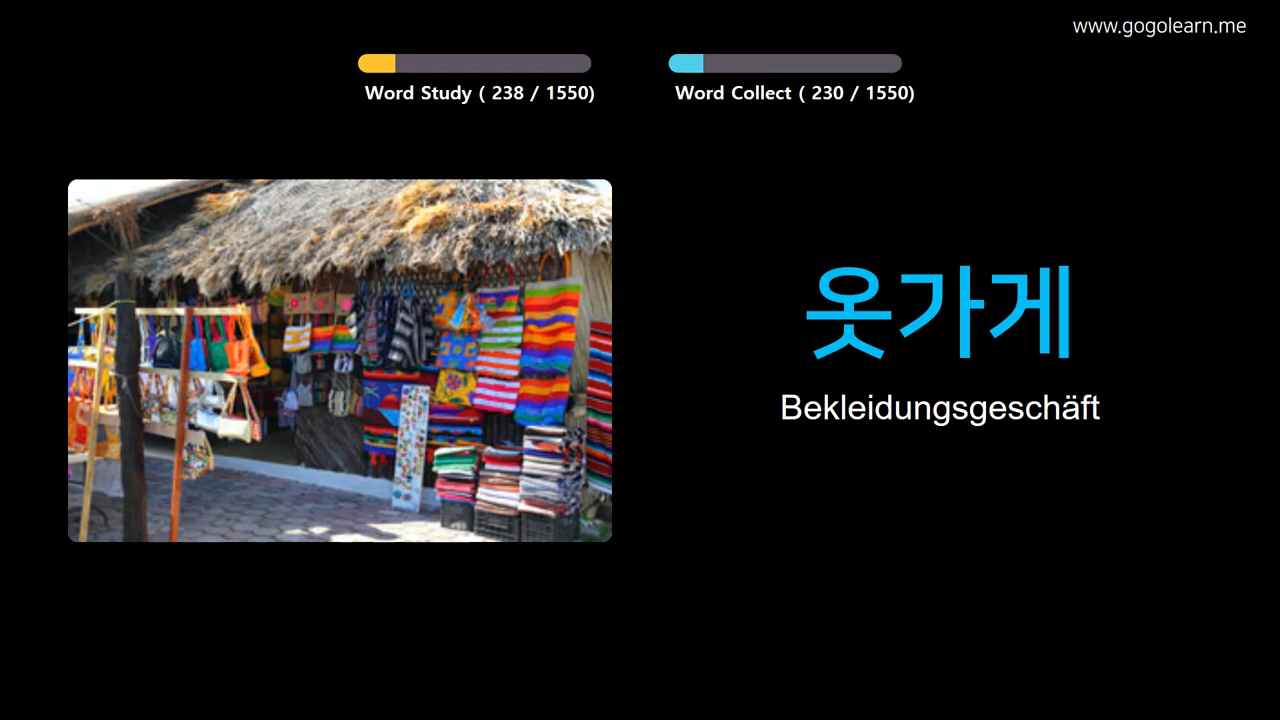 www.gogolearn.me
Word Study ( 238 / 1550)
Word Collect ( 230 / 1550)
옷가게
Bekleidungsgeschäft